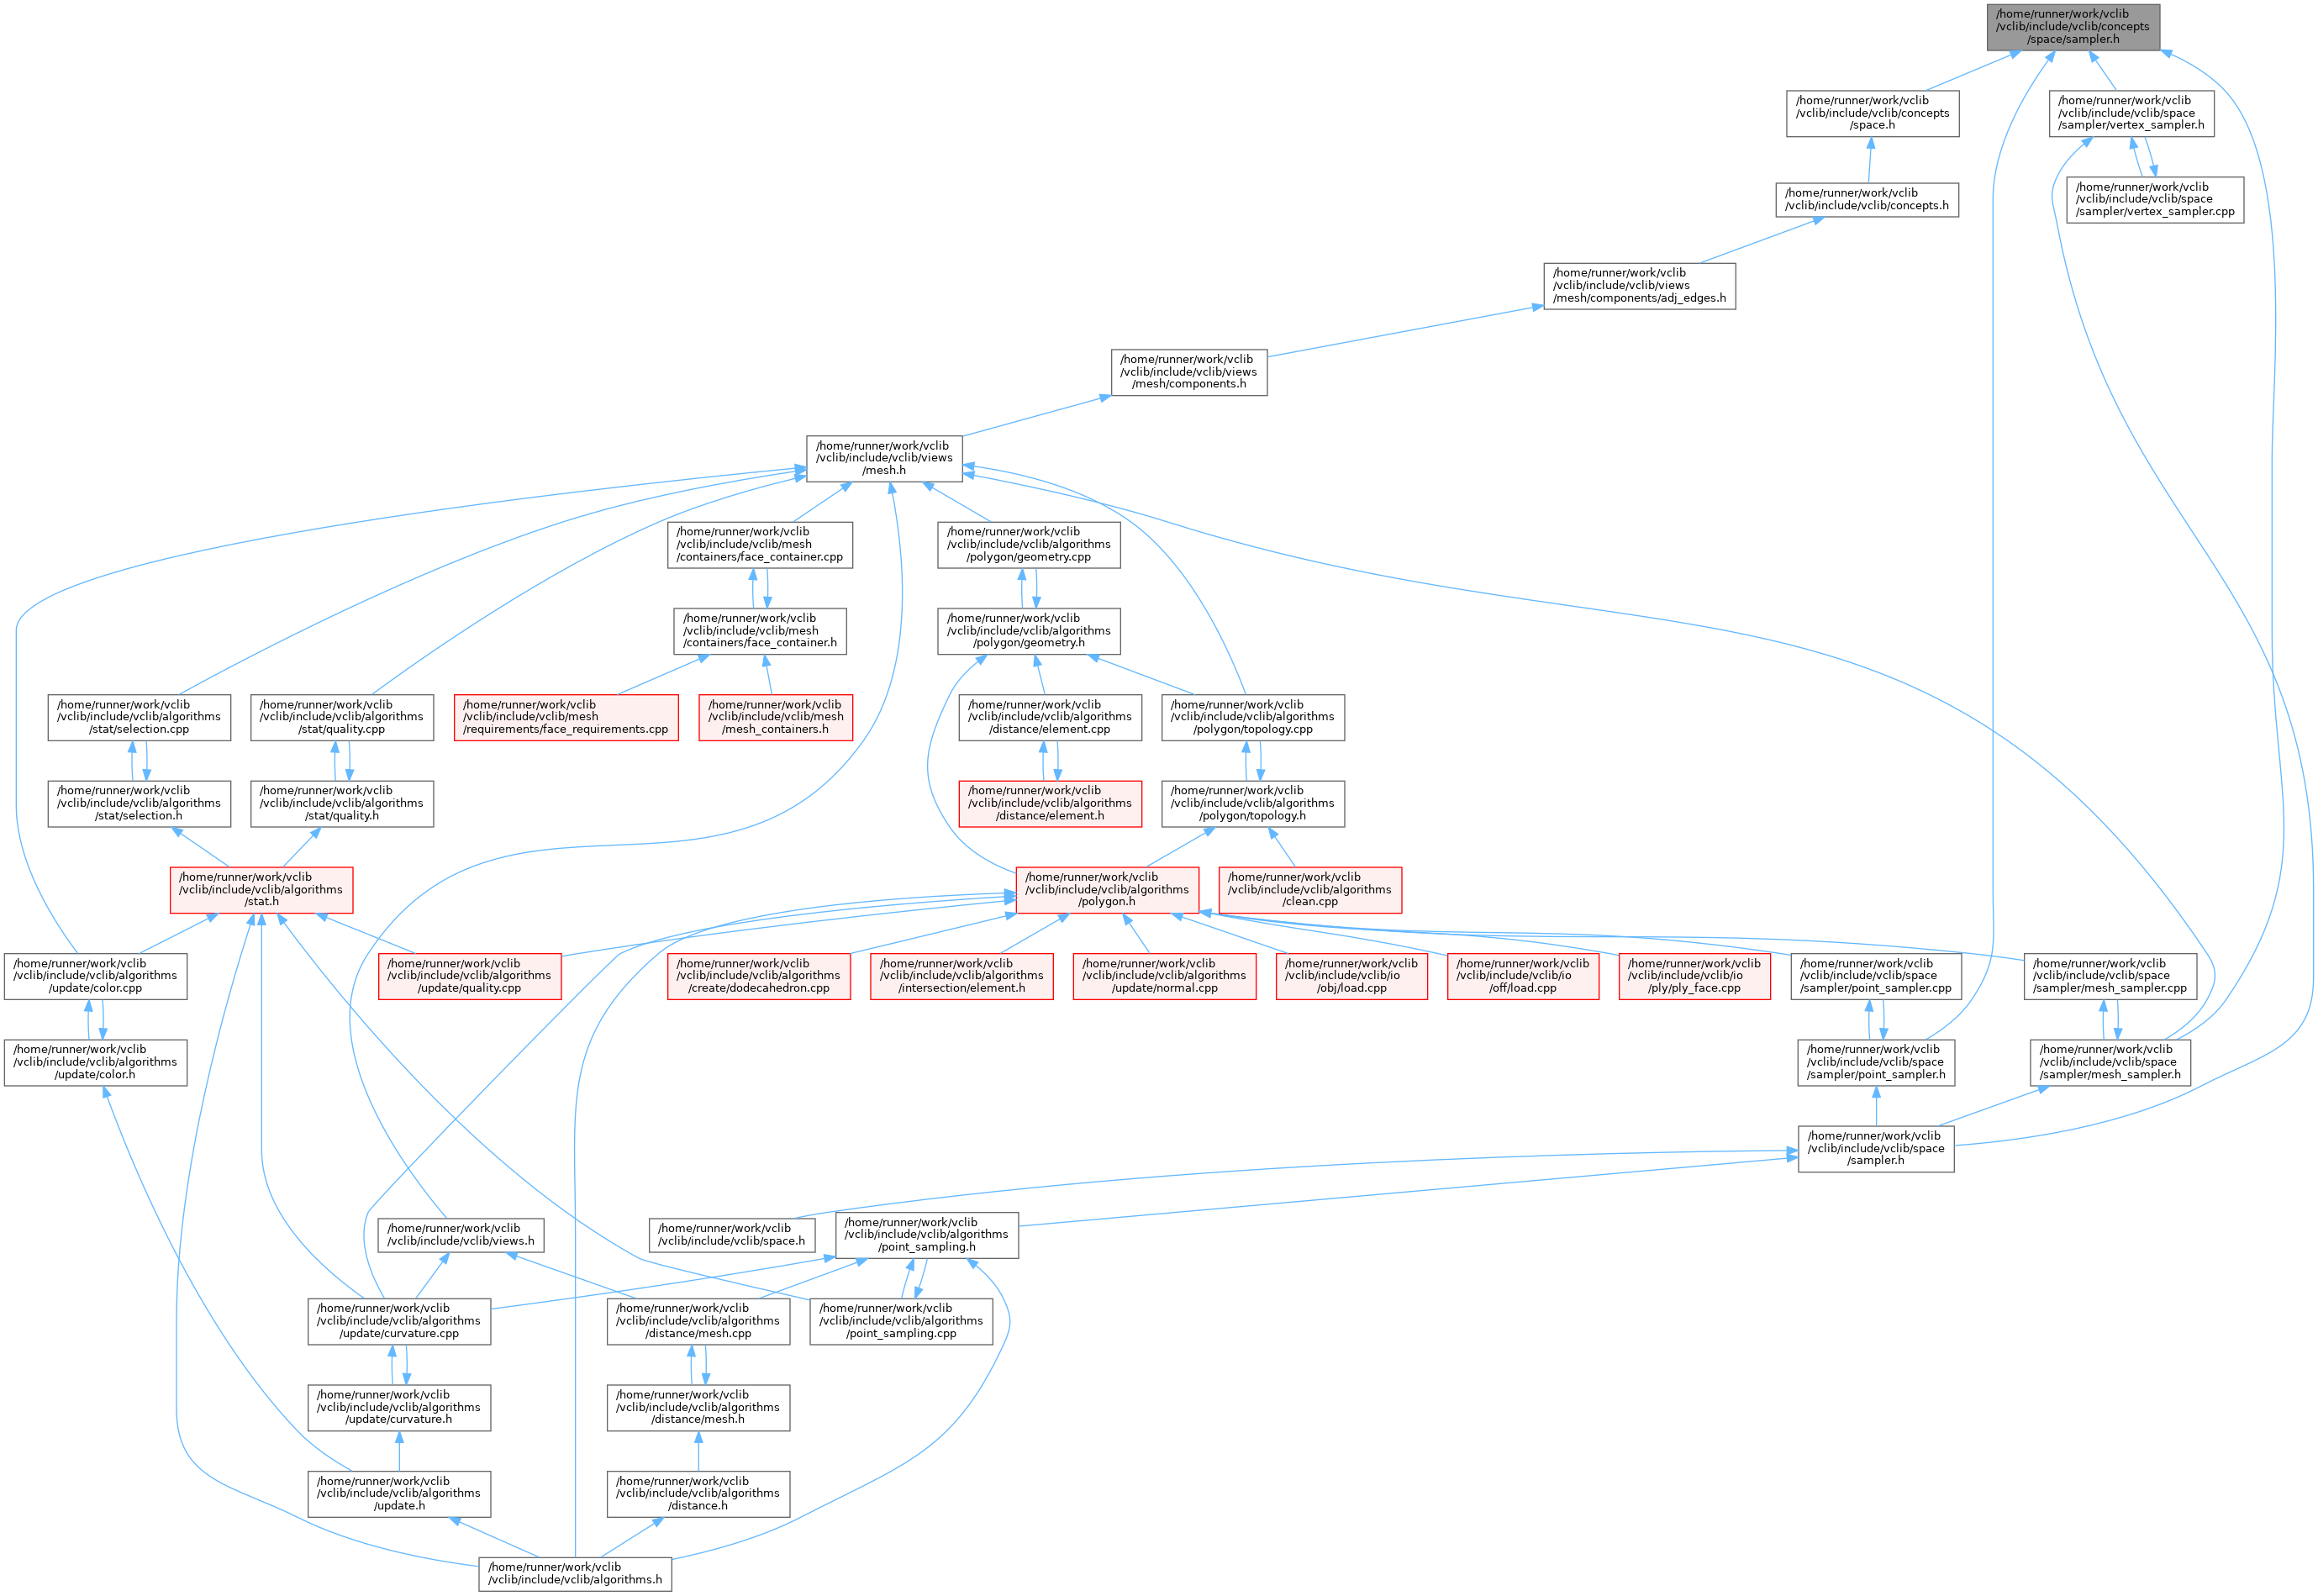 /home/runner/work/vclib
/vclib/include/vclib/concepts
/space/sampler.h
/home/runner/work/vclib
/vclib/include/vclib/concepts
/space.h
/home/runner/work/vclib
/vclib/include/vclib/space
/sampler/vertex_sampler.h
/home/runner/work/vclib
/vclib/include/vclib/concepts.h
/home/runner/work/vclib
/vclib/include/vclib/space
/sampler/vertex_sampler.cpp
/home/runner/work/vclib
/vclib/include/vclib/views
/mesh/components/adj_edges.h
/home/runner/work/vclib
/vclib/include/vclib/views
/mesh/components.h
/home/runner/work/vclib
/vclib/include/vclib/views
/mesh.h
/home/runner/work/vclib
/vclib/include/vclib/mesh
/containers/face_container.cpp
/home/runner/work/vclib
/vclib/include/vclib/algorithms
/polygon/geometry.cpp
/home/runner/work/vclib
/vclib/include/vclib/mesh
/containers/face_container.h
/home/runner/work/vclib
/vclib/include/vclib/algorithms
/polygon/geometry.h
/home/runner/work/vclib
/vclib/include/vclib/algorithms
/stat/selection.cpp
/home/runner/work/vclib
/vclib/include/vclib/algorithms
/stat/quality.cpp
/home/runner/work/vclib
/vclib/include/vclib/mesh
/requirements/face_requirements.cpp
/home/runner/work/vclib
/vclib/include/vclib/mesh
/mesh_containers.h
/home/runner/work/vclib
/vclib/include/vclib/algorithms
/distance/element.cpp
/home/runner/work/vclib
/vclib/include/vclib/algorithms
/polygon/topology.cpp
/home/runner/work/vclib
/vclib/include/vclib/algorithms
/stat/selection.h
/home/runner/work/vclib
/vclib/include/vclib/algorithms
/stat/quality.h
/home/runner/work/vclib
/vclib/include/vclib/algorithms
/distance/element.h
/home/runner/work/vclib
/vclib/include/vclib/algorithms
/polygon/topology.h
/home/runner/work/vclib
/vclib/include/vclib/algorithms
/stat.h
/home/runner/work/vclib
/vclib/include/vclib/algorithms
/polygon.h
/home/runner/work/vclib
/vclib/include/vclib/algorithms
/clean.cpp
/home/runner/work/vclib
/vclib/include/vclib/algorithms
/update/color.cpp
/home/runner/work/vclib
/vclib/include/vclib/algorithms
/update/quality.cpp
/home/runner/work/vclib
/vclib/include/vclib/algorithms
/create/dodecahedron.cpp
/home/runner/work/vclib
/vclib/include/vclib/algorithms
/intersection/element.h
/home/runner/work/vclib
/vclib/include/vclib/algorithms
/update/normal.cpp
/home/runner/work/vclib
/vclib/include/vclib/io
/obj/load.cpp
/home/runner/work/vclib
/vclib/include/vclib/io
/off/load.cpp
/home/runner/work/vclib
/vclib/include/vclib/io
/ply/ply_face.cpp
/home/runner/work/vclib
/vclib/include/vclib/space
/sampler/point_sampler.cpp
/home/runner/work/vclib
/vclib/include/vclib/space
/sampler/mesh_sampler.cpp
/home/runner/work/vclib
/vclib/include/vclib/algorithms
/update/color.h
/home/runner/work/vclib
/vclib/include/vclib/space
/sampler/point_sampler.h
/home/runner/work/vclib
/vclib/include/vclib/space
/sampler/mesh_sampler.h
/home/runner/work/vclib
/vclib/include/vclib/space
/sampler.h
/home/runner/work/vclib
/vclib/include/vclib/views.h
/home/runner/work/vclib
/vclib/include/vclib/space.h
/home/runner/work/vclib
/vclib/include/vclib/algorithms
/point_sampling.h
/home/runner/work/vclib
/vclib/include/vclib/algorithms
/update/curvature.cpp
/home/runner/work/vclib
/vclib/include/vclib/algorithms
/distance/mesh.cpp
/home/runner/work/vclib
/vclib/include/vclib/algorithms
/point_sampling.cpp
/home/runner/work/vclib
/vclib/include/vclib/algorithms
/update/curvature.h
/home/runner/work/vclib
/vclib/include/vclib/algorithms
/distance/mesh.h
/home/runner/work/vclib
/vclib/include/vclib/algorithms
/update.h
/home/runner/work/vclib
/vclib/include/vclib/algorithms
/distance.h
/home/runner/work/vclib
/vclib/include/vclib/algorithms.h